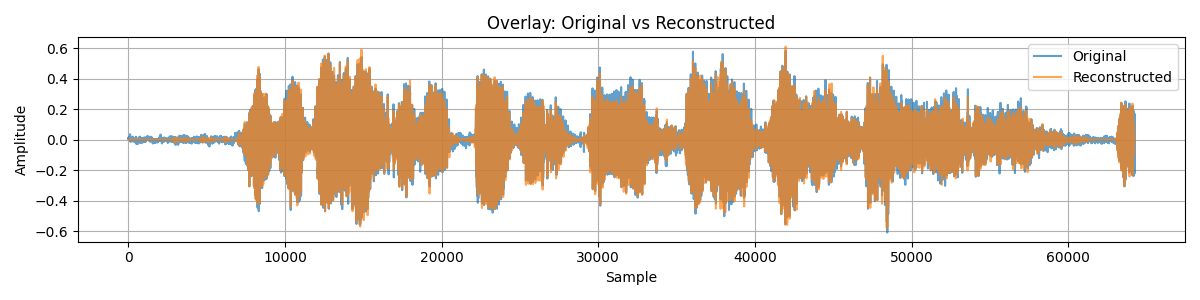 Overlay: Original vs Reconstructed
Original
Reconstructed
Amplitude
0.6
0.4
0.2
0.0
−0.2
−0.4
−0.6
0
10000
20000
30000
40000
50000
60000
Sample